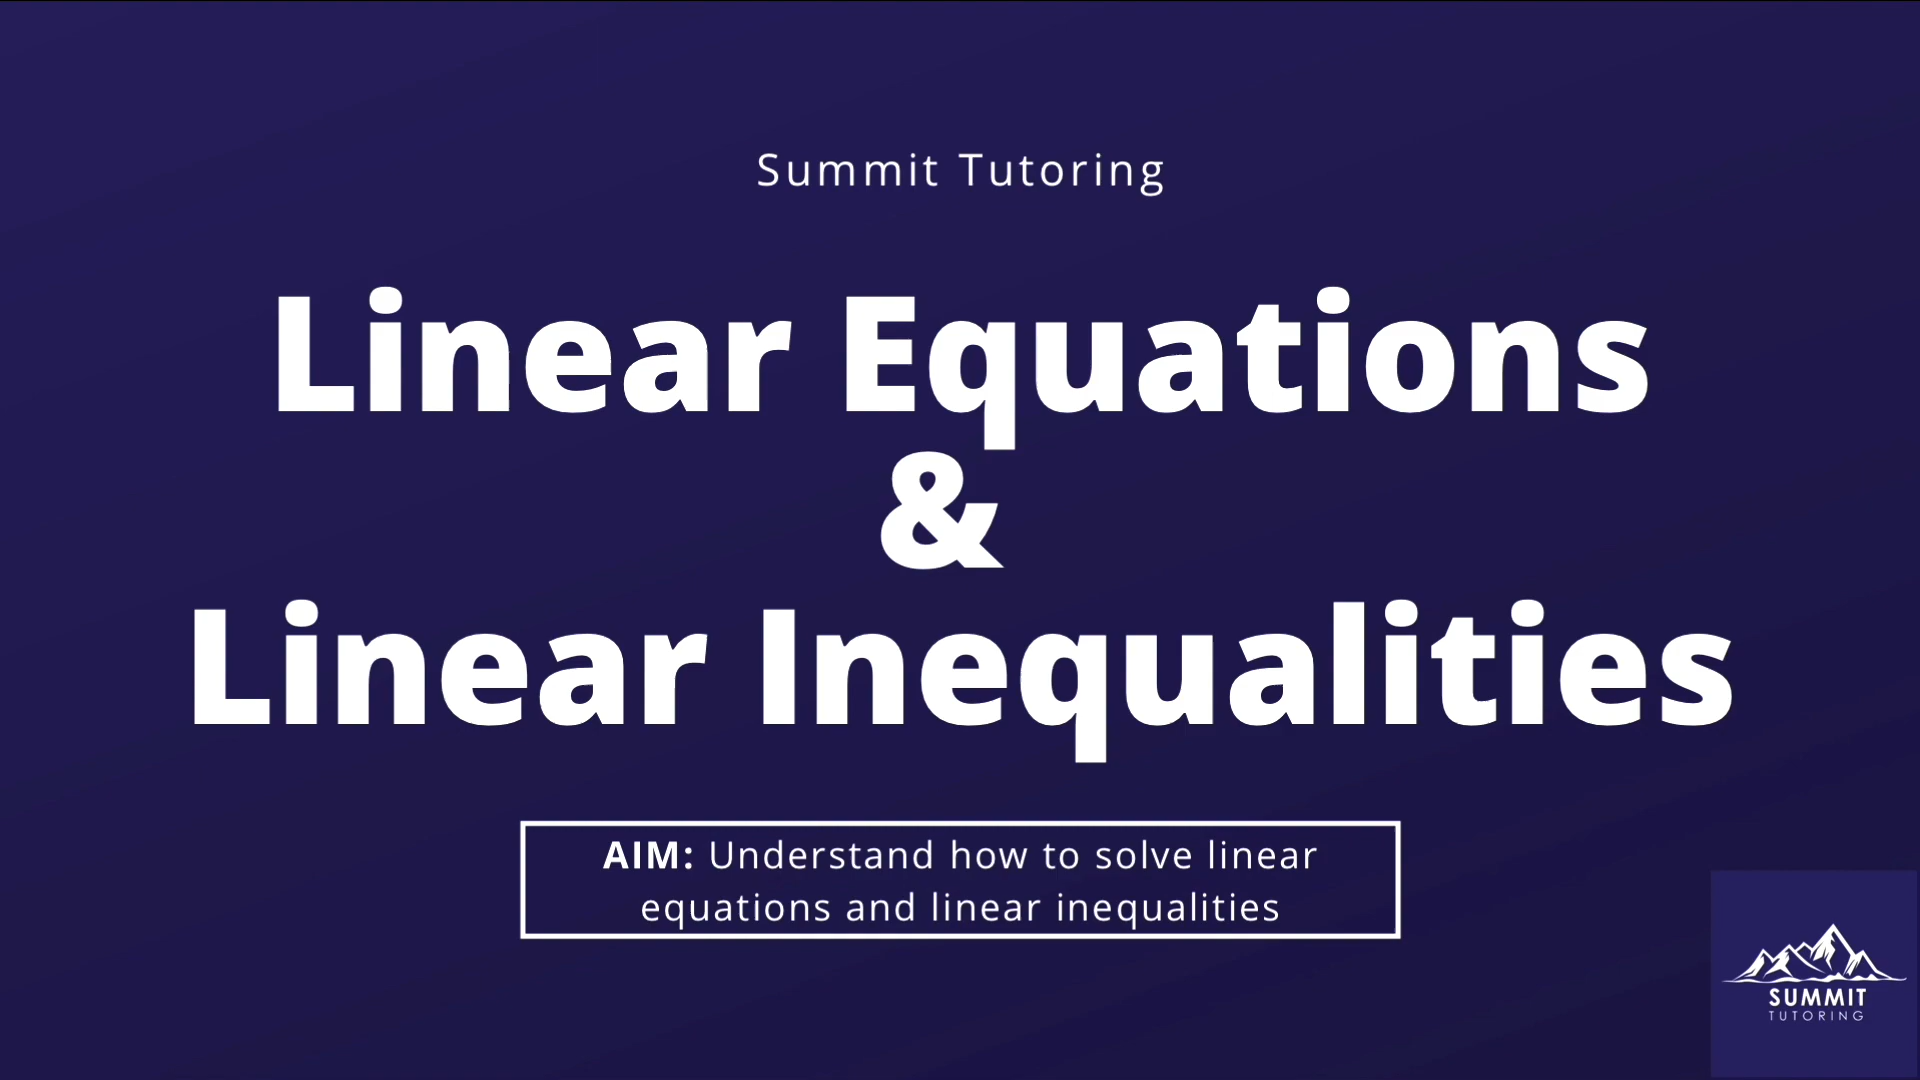 Summit Tutoring
Linear Equations
&
Linear Inequalities
AIM: Understand how to solve linear
equations and linear inequalities
SUMMIT
TUTORING